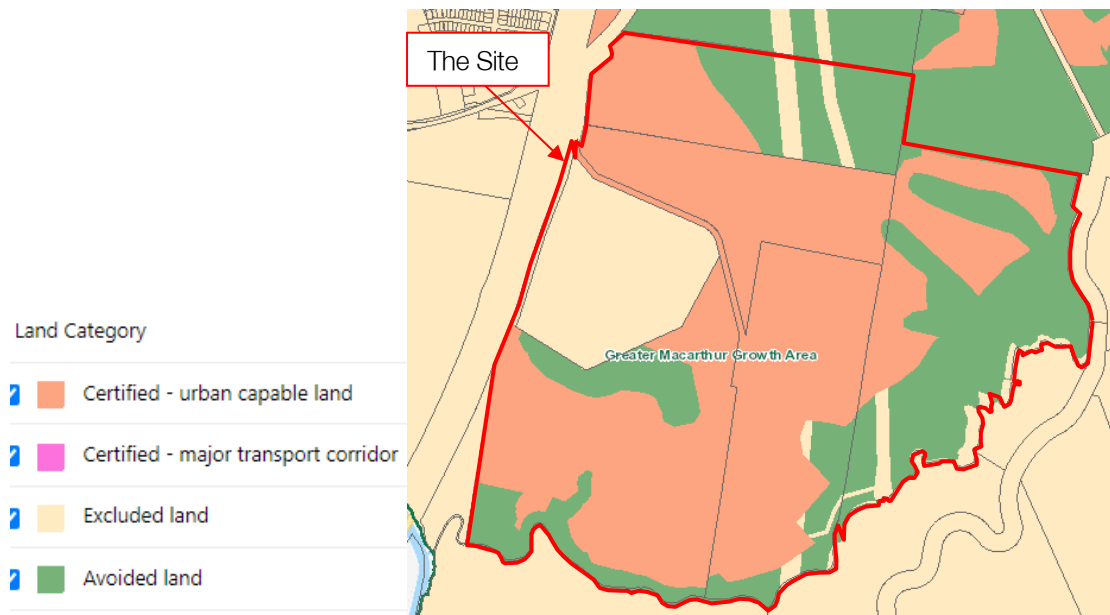 The Site
Land Category
Certified - urban capable land
Certified - major transport corridor
Excluded land
Avoided land
Greater Macarthur Growth Area